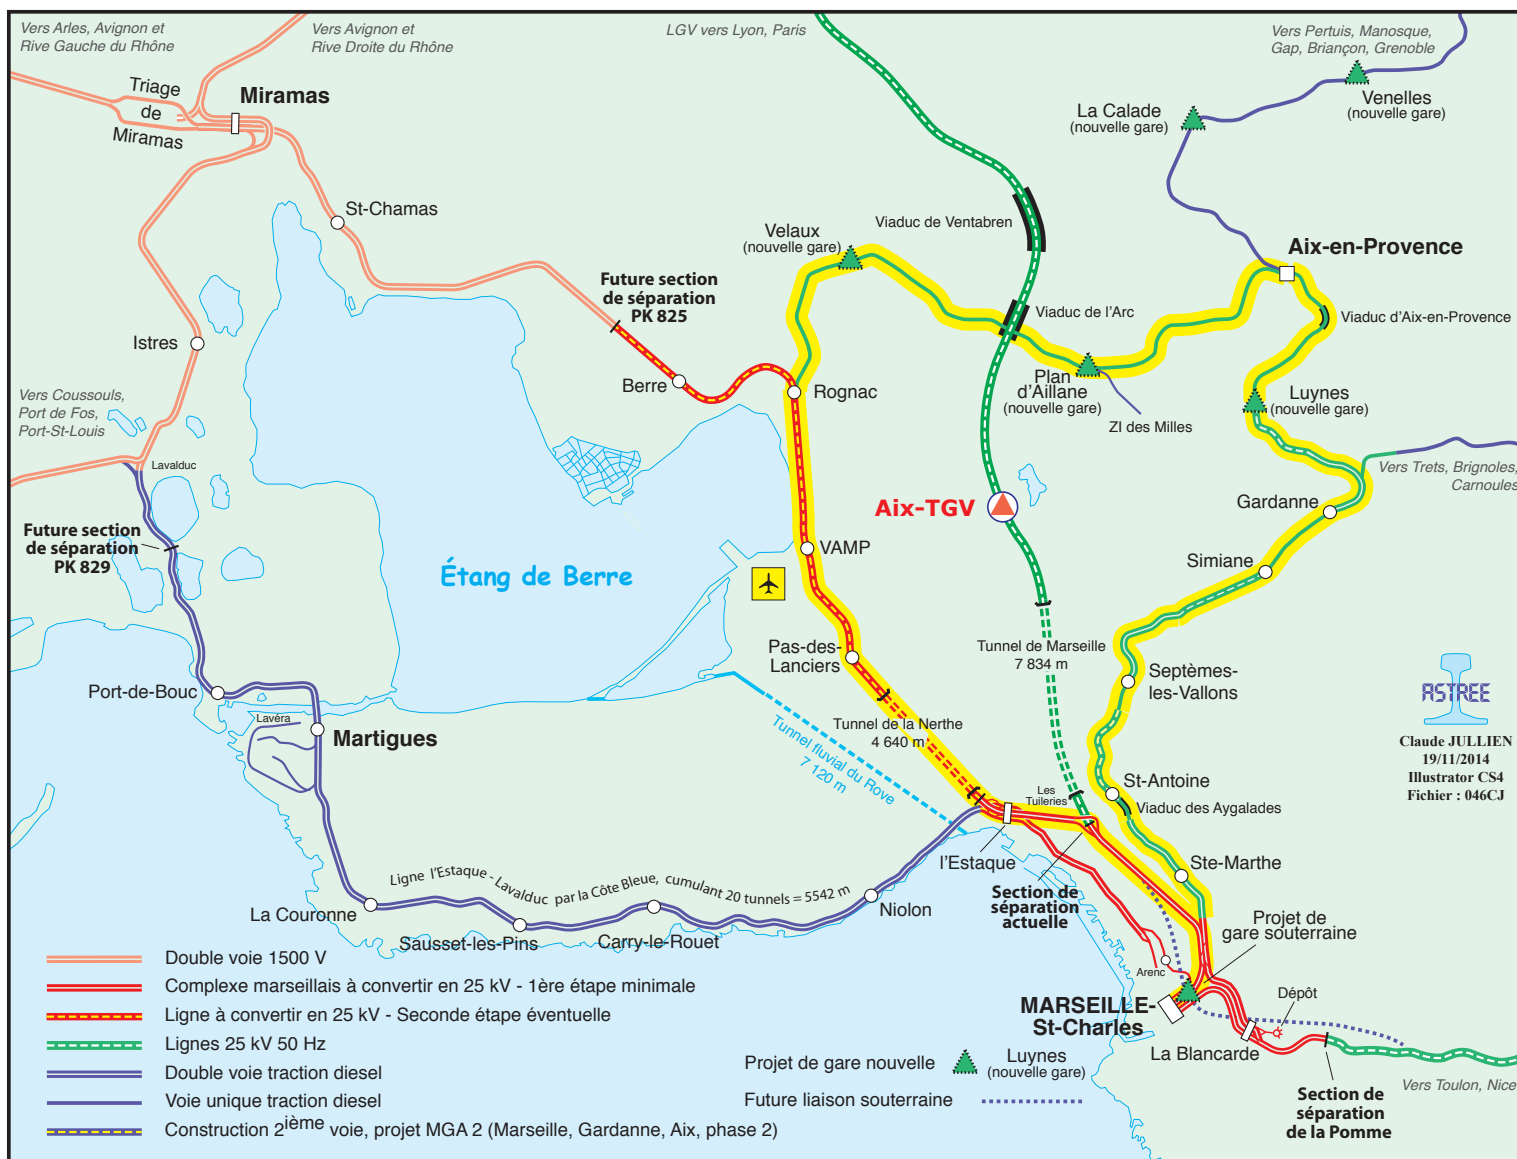 Vers Arles, Avignon et
Rive Gauche du Rhône
Vers Avignon et
Rive Droite du Rhône
LGV vers Lyon, Paris
Vers Pertuis, Manosque,
Gap, Briançon, Grenoble
Triage
de
Miramas
Miramas
St-Chamas
La Calade
(nouvelle gare)
Venelles
(nouvelle gare)
Velaux
(nouvelle gare)
Viaduc de Ventabren
Aix-en-Provence
Future section
de séparation
PK 825
Viaduc de l'Arc
Viaduc d'Aix-en-Provence
Istres
Berre
Rognac
Plan
d'Aillane
(nouvelle gare)
Luynes
(nouvelle gare)
ZI des Milles
Vers Coussouls,
Port de Fos,
Port-St-Louis
Lavalduc
Vers Trets, Brignoles,
Carnoules
Gardanne
Aix-TGV
Future section
de séparation
PK 829
VAMP
Simiane
Étang de Berre
Pas-des-
Lanciers
Tunnel de Marseille
7 834 m
Septèmes-
les-Vallons
ASTREE
Port-de-Bouc
Lavéra
Martigues
Tunnel de la Nerthe
4 640 m
Tunnel fluvial du Rove
7 120 m
Claude JULLIEN
19/11/2014
Illustrator CS4
Fichier : 046CJ
St-Antoine
Les
Tuileries
Viaduc des Aygalades
l'Estaque
Ste-Marthe
Ligne l'Estaque - Lavalduc par la Côte Bleue, cumulant 20 tunnels = 5542 m
La Couronne
Sausset-les-Pins
Carry-le-Rouet
Niolon
Section de
séparation
actuelle
Projet de
gare souterraine
Arenc
MARSEILLE-
St-Charles
Dépôt
La Blancarde
Vers Toulon, Nice
Section de
séparation
de la Pomme
Double voie 1500 V
Complexe marseillais à convertir en 25 kV - 1ère étape minimale
Ligne à convertir en 25 kV - Seconde étape éventuelle
Lignes 25 kV 50 Hz
Double voie traction diesel
Voie unique traction diesel
Construction 2ième voie, projet MGA 2 (Marseille, Gardanne, Aix, phase 2)
Projet de gare nouvelle
Luynes
(nouvelle gare)
Future liaison souterraine